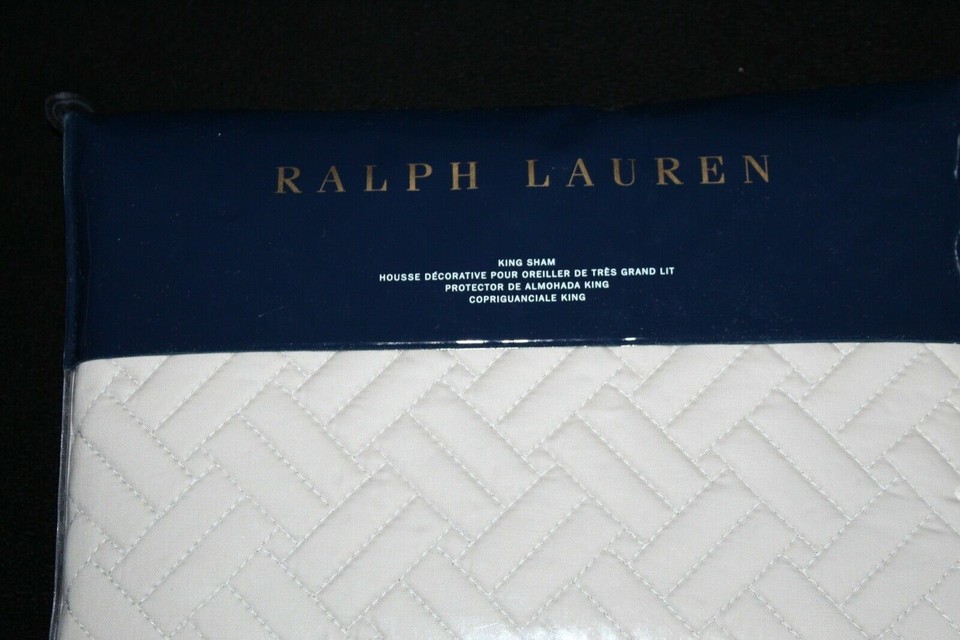 RALPH LAUREN
KING SHAM
HOUSSE DÉCORATIVE POUR OREILLER DE TRÈS GRAND LIT
PROTECTOR DE ALMOHADA KING
COPRIGUANCIALE KING